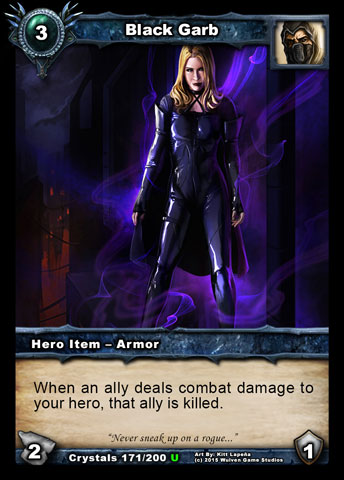 3
Black Garb
Hero Item – Armor
When an ally deals combat damage to
your hero, that ally is killed.
"Never sneak up on a rogue..."
2
Crystals 171/200 U
Art By: Kitt Lapeña
(c) 2015 Wulven Game Studios
1